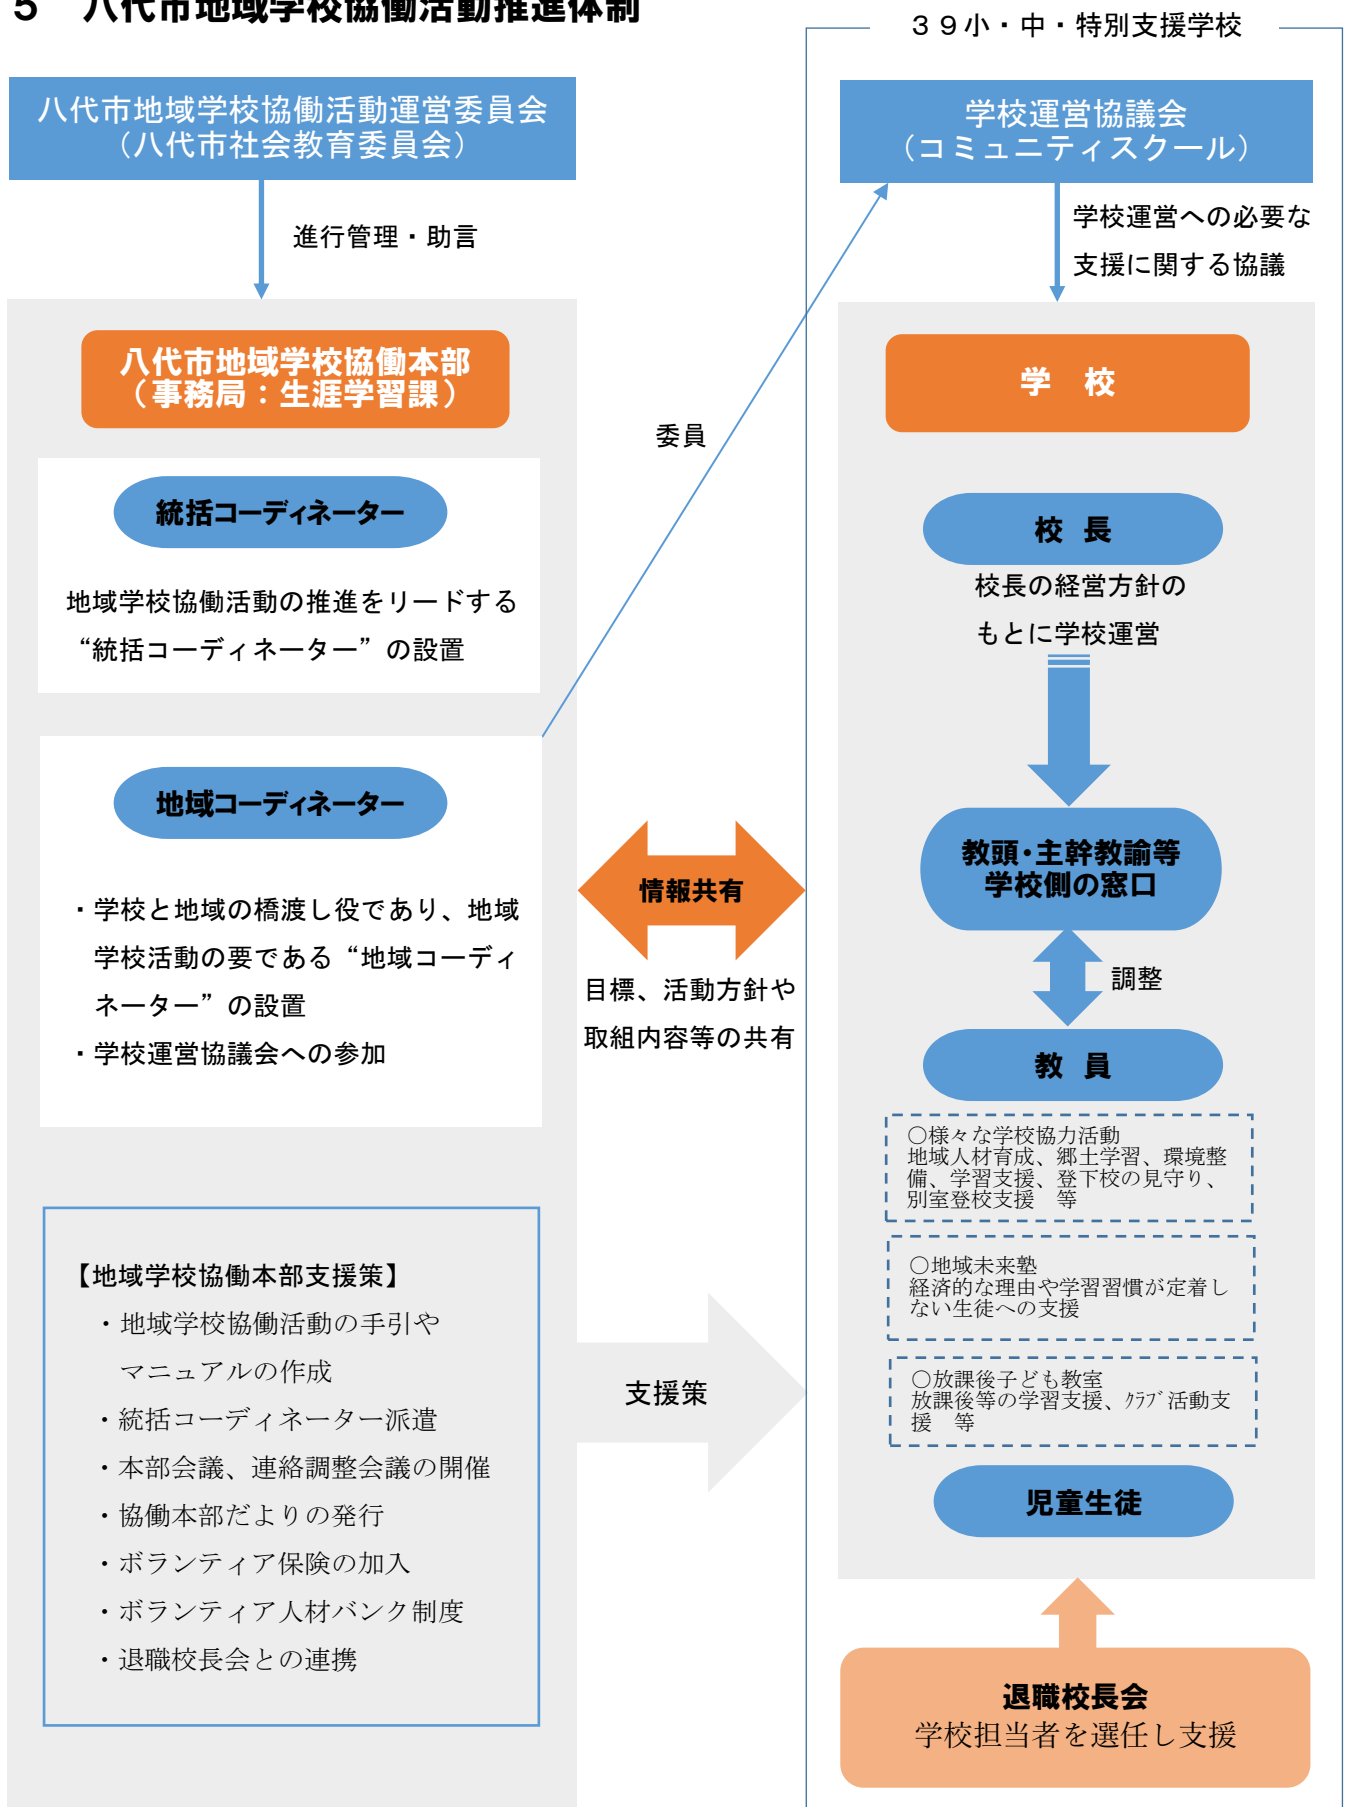 ５　八代市地域学校協働活動推進体制
八代市地域学校協働活動運営委員会
（八代市社会教育委員会）
進行管理・助言
八代市地域学校協働本部
（事務局：生涯学習課）
統括コーディネーター
地域学校協働活動の推進をリードする
“統括コーディネーター”の設置
地域コーディネーター
・学校と地域の橋渡し役であり、地域
学校活動の要である“地域コーディ
ネーター”の設置
・学校運営協議会への参加
【地域学校協働本部支援策】
・地域学校協働活動の手引や
マニュアルの作成
・統括コーディネーター派遣
・本部会議、連絡調整会議の開催
・協働本部だよりの発行
・ボランティア保険の加入
・ボランティア人材バンク制度
・退職校長会との連携
委員
情報共有
目標、活動方針や
取組内容等の共有
支援策
３９小・中・特別支援学校
学校運営協議会
（コミュニティスクール）
学校運営への必要な
支援に関する協議
学　校
校 長
校長の経営方針の
もとに学校運営
教頭・主幹教諭等
学校側の窓口
調整
教 員
○様々な学校協力活動
地域人材育成、郷土学習、環境整
備、学習支援、登下校の見守り、
別室登校支援　等
○地域未来塾
経済的な理由や学習習慣が定着し
ない生徒への支援
○放課後子ども教室
放課後等の学習支援、ｸﾗﾌﾞ活動支
援　等
児童生徒
退職校長会
学校担当者を選任し支援